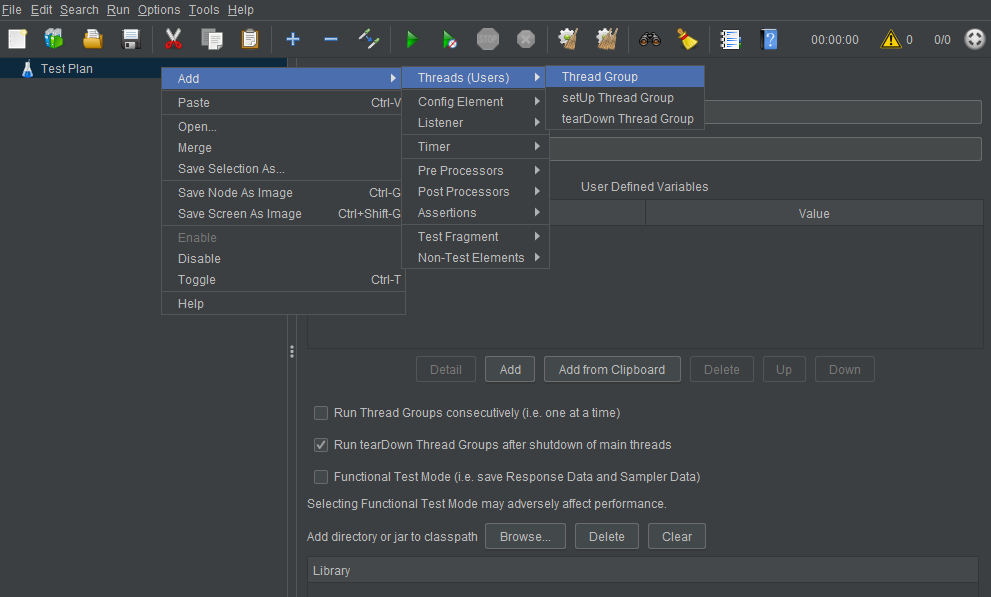 File Edit Search Run Options Tools Help
STOP 00:00:00 0 0/0
Test Plan
Add
Paste Ctrl-V
Open...
Merge
Save Selection As...
Save Node As Image Ctrl-G
Save Screen As Image Ctrl+Shift-G
Enable
Disable
Toggle Ctrl-T
Help
Threads (Users)
Config Element
Listener
Timer
Pre Processors
Post Processors
Assertions
Test Fragment
Non-Test Elements
Thread Group
setUp Thread Group
tearDown Thread Group
User Defined Variables
Value
Detail Add Add from Clipboard Delete Up Down
Run Thread Groups consecutively (i.e. one at a time)
Run tearDown Thread Groups after shutdown of main threads
Functional Test Mode (i.e. save Response Data and Sampler Data)
Selecting Functional Test Mode may adversely affect performance.
Add directory or jar to classpath Browse... Delete Clear
Library